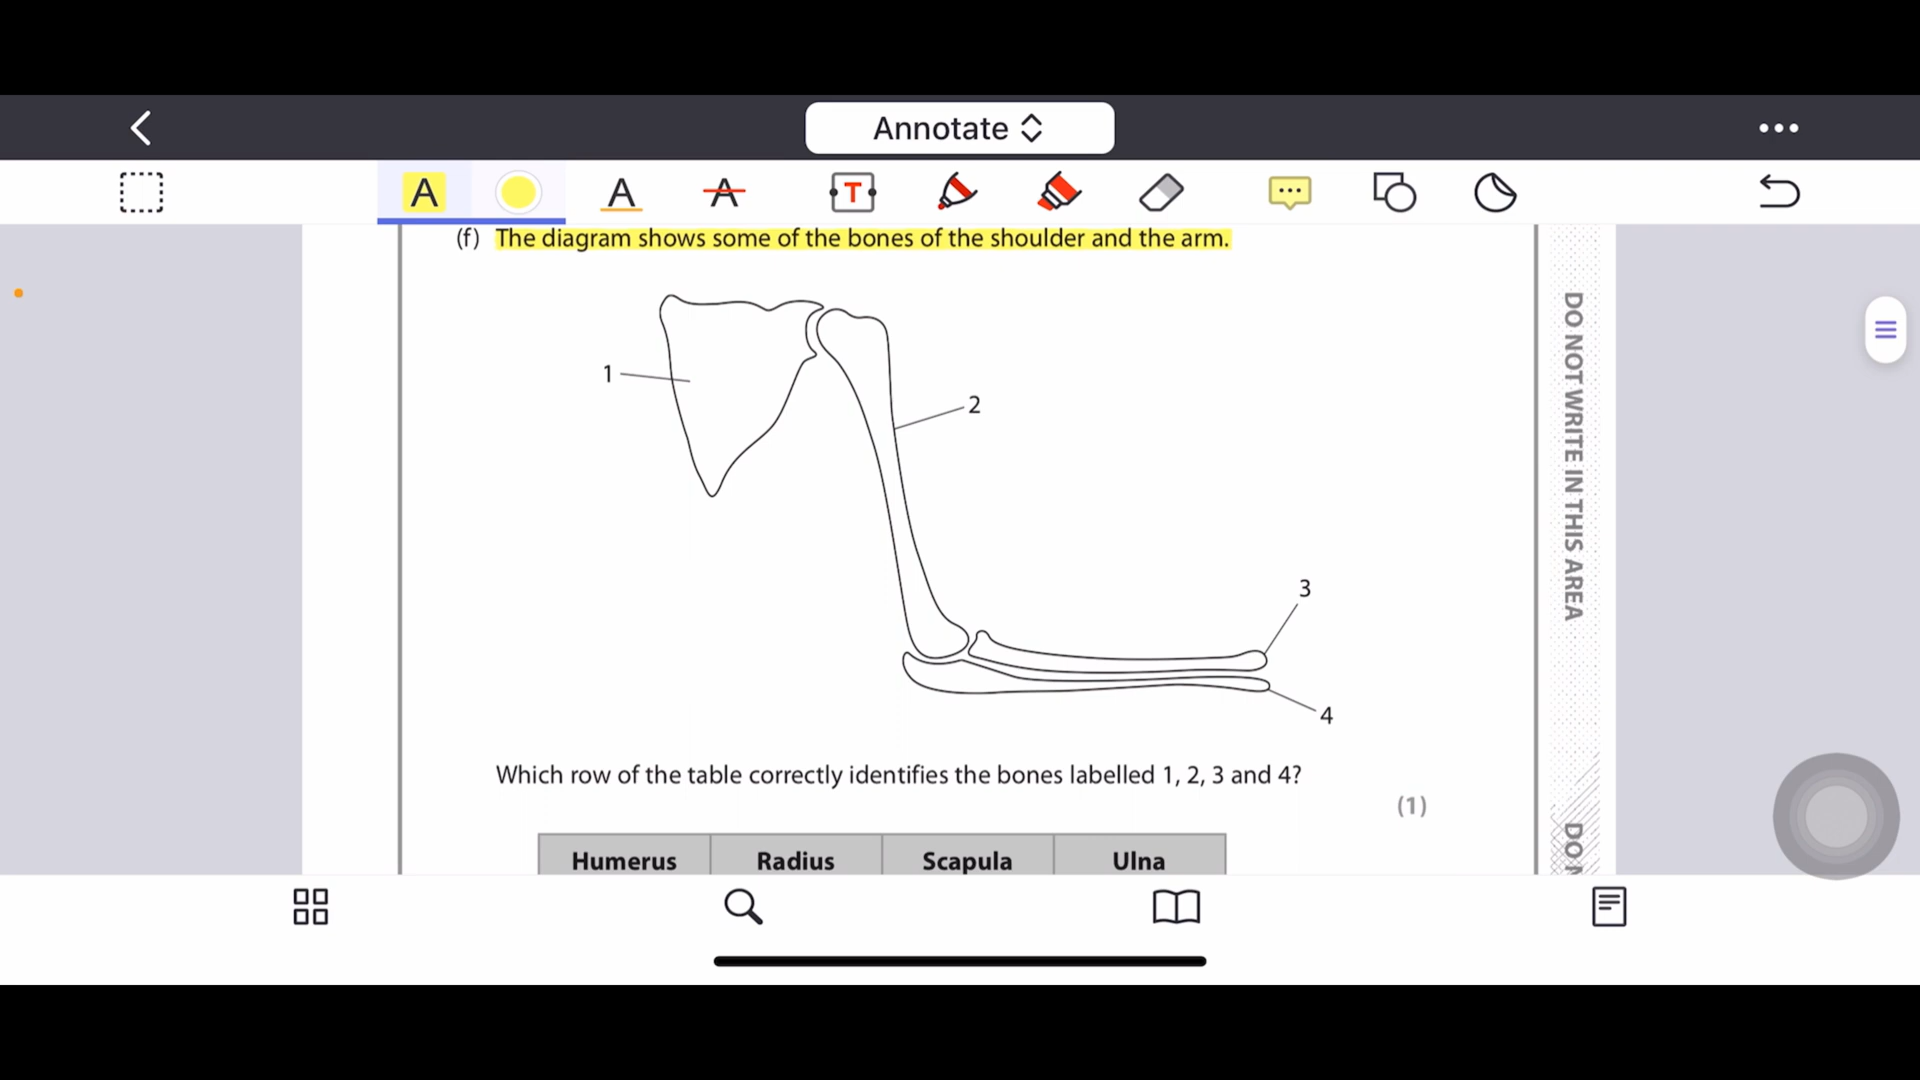 Annotate
A A A T
(f) The diagram shows some of the bones of the shoulder and the arm.
1
2
3
4
Which row of the table correctly identifies the bones labelled 1, 2, 3 and 4?
(1)
Humerus Radius Scapula Ulna
DO NOT WRITE IN THIS AREA
DO